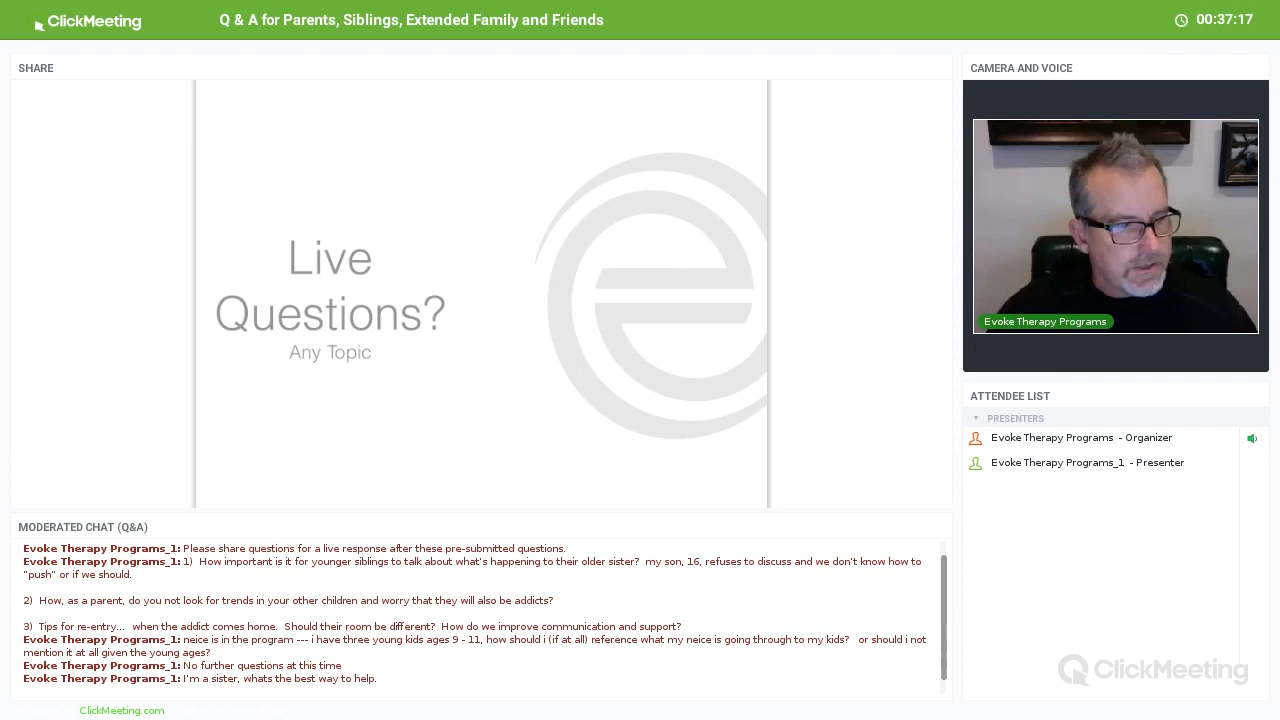 ClickMeeting
Q & A for Parents, Siblings, Extended Family and Friends
00:37:17
SHARE
Live
Questions?
Any Topic
CAMERA AND VOICE
Evoke Therapy Programs
ATTENDEE LIST
PRESENTERS
Evoke Therapy Programs - Organizer
Evoke Therapy Programs_1 - Presenter
MODERATED CHAT (Q&A)
Evoke Therapy Programs_1: Please share questions for a live response after these pre-submitted questions.
Evoke Therapy Programs_1: 1) How important is it for younger siblings to talk about what's happening to their older sister? my son, 16, refuses to discuss and we don't know how to
"push" or if we should.
2) How, as a parent, do you not look for trends in your other children and worry that they will also be addicts?
3) Tips for re-entry... when the addict comes home. Should their room be different? How do we improve communication and support?
Evoke Therapy Programs_1: neice is in the program --- i have three young kids ages 9 - 11, how should i (if at all) reference what my neice is going through to my kids? or should i not
mention it at all given the young ages?
Evoke Therapy Programs_1: No further questions at this time
Evoke Therapy Programs_1: I'm a sister, whats the best way to help.
ClickMeeting
ClickMeeting.com